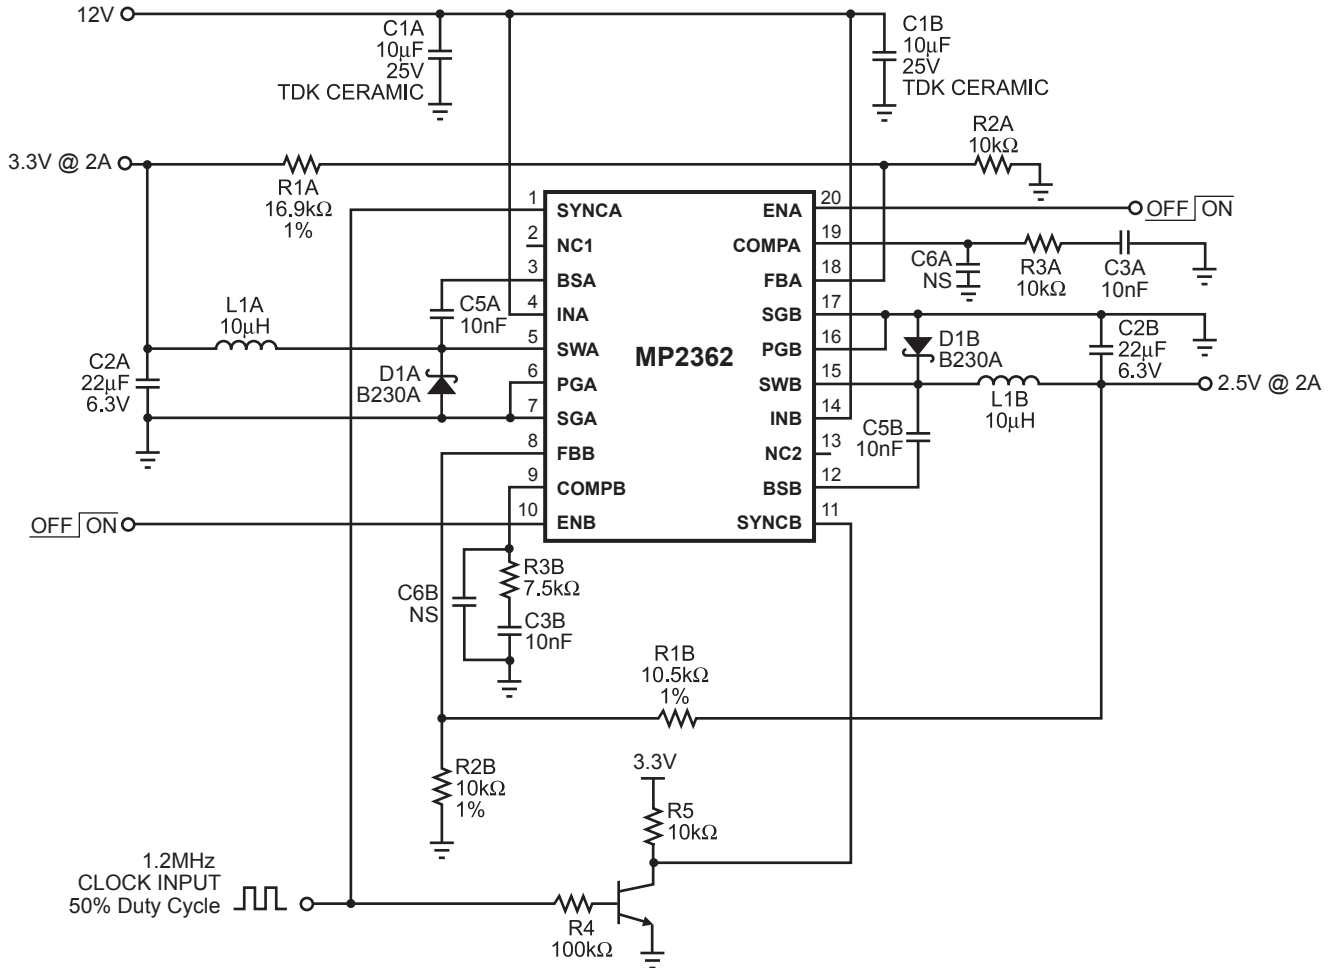 12V
C1A
10μF
25V
TDK CERAMIC
C1B
10μF
25V
TDK CERAMIC
R2A
10kΩ
3.3V @ 2A
R1A
16.9kΩ
1%
1
SYNCA
2
NC1
3
BSA
4
INA
5
SWA
6
PGA
7
SGA
8
FBB
9
COMPB
10
ENB
MP2362
20
ENA
19
COMPA
18
FBA
17
SGB
16
PGB
15
SWB
14
INB
13
NC2
12
BSB
11
SYNCB
OFF ON
C6A
NS
R3A
10kΩ
C3A
10nF
L1A
10μH
C5A
10nF
C2A
22μF
6.3V
D1A
B230A
D1B
B230A
C2B
22μF
6.3V
2.5V @ 2A
L1B
10μH
C5B
10nF
OFF ON
C6B
NS
R3B
7.5kΩ
C3B
10nF
R1B
10.5kΩ
1%
R2B
10kΩ
1%
3.3V
R5
10kΩ
1.2MHz
CLOCK INPUT
50% Duty Cycle
R4
100kΩ